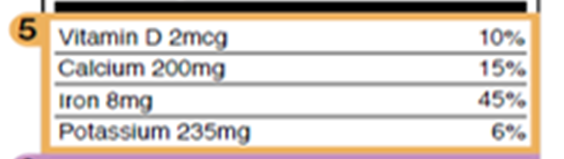 5
Vitamin D 2mcg 10%
Calcium 200mg 15%
Iron 8mg 45%
Potassium 235mg 6%